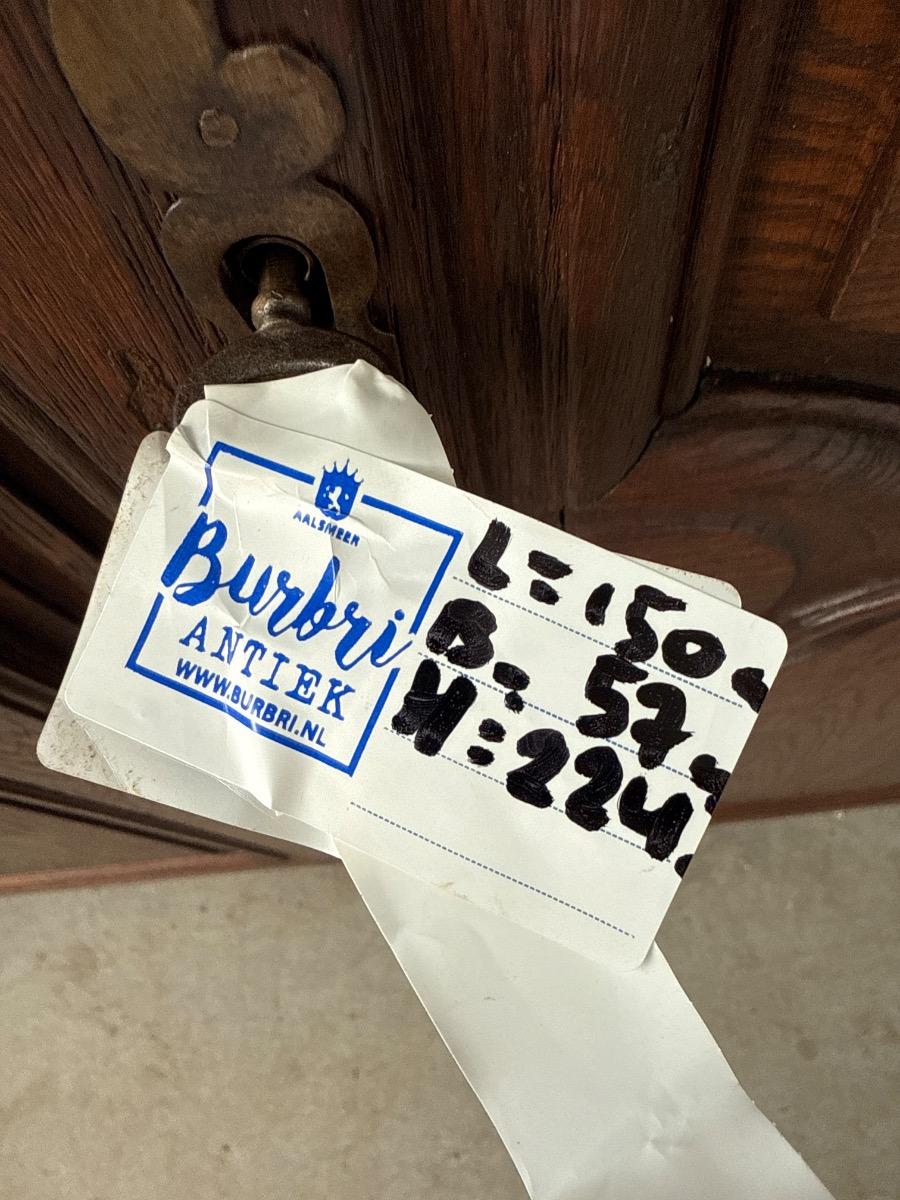 AALSMEER
Burbri
ANTIEK
WWW.BURBRI.NL
L = 150.
B = 57.
H = 224.